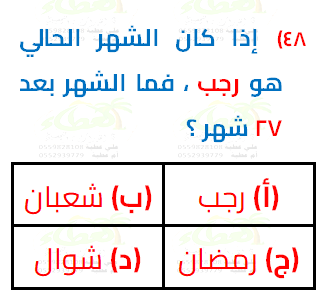 ٤٨) إذا كان الشهر الحالي
هو رجب ، فما الشهر بعد
٢٧ شهر ؟
(أ) رجب (ب) شعبان
(ج) رمضان (د) شوال